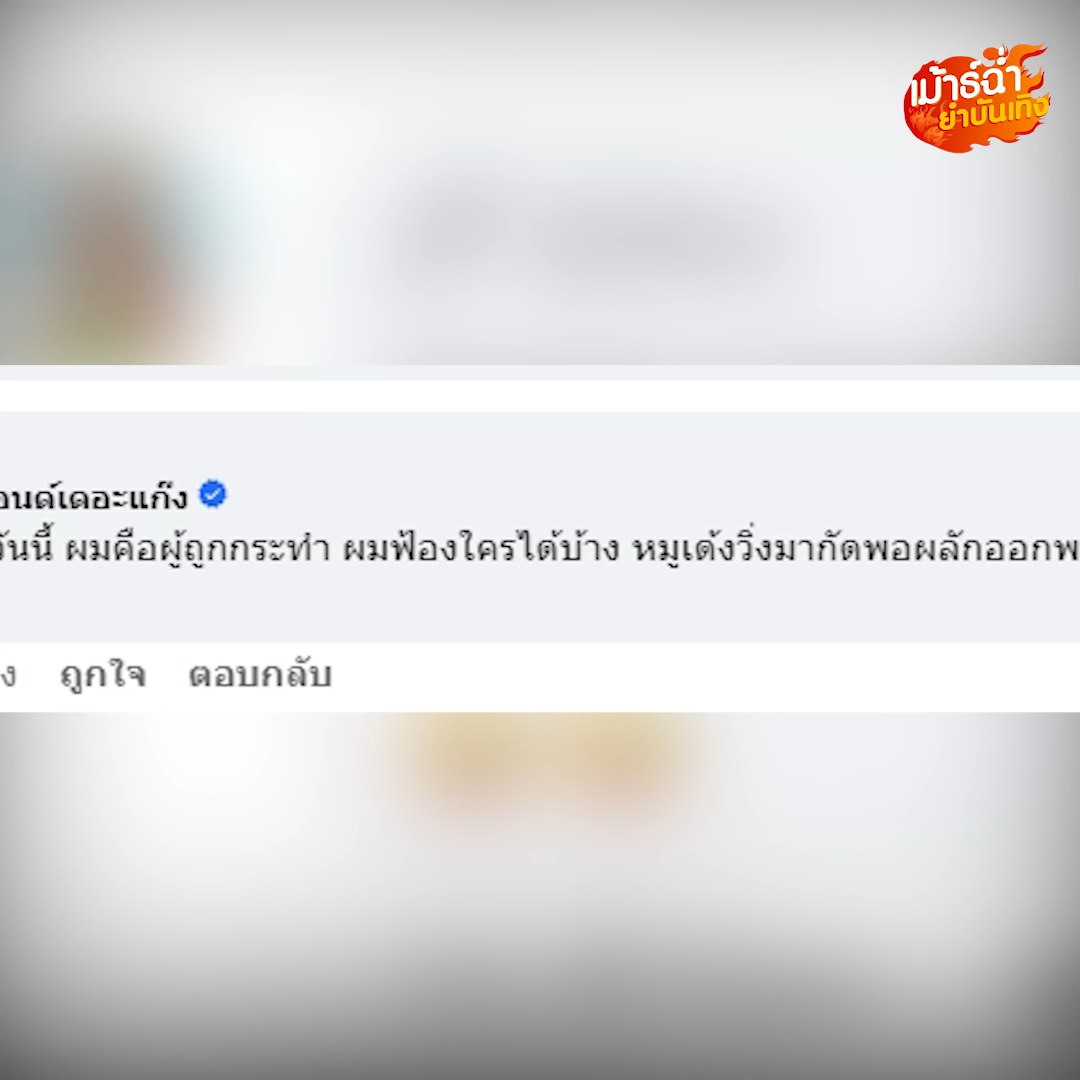 เม้าธ์ฉ่ำ
ยำบันเทิง
อนด์เดอะแก๊ง
วันนี้ ผมคือผู้ถูกกระทำ ผมฟ้องใครได้บ้าง หมูเด้งวิ่งมากัดพอผลักออกพ
ง ถูกใจ ตอบกลับ